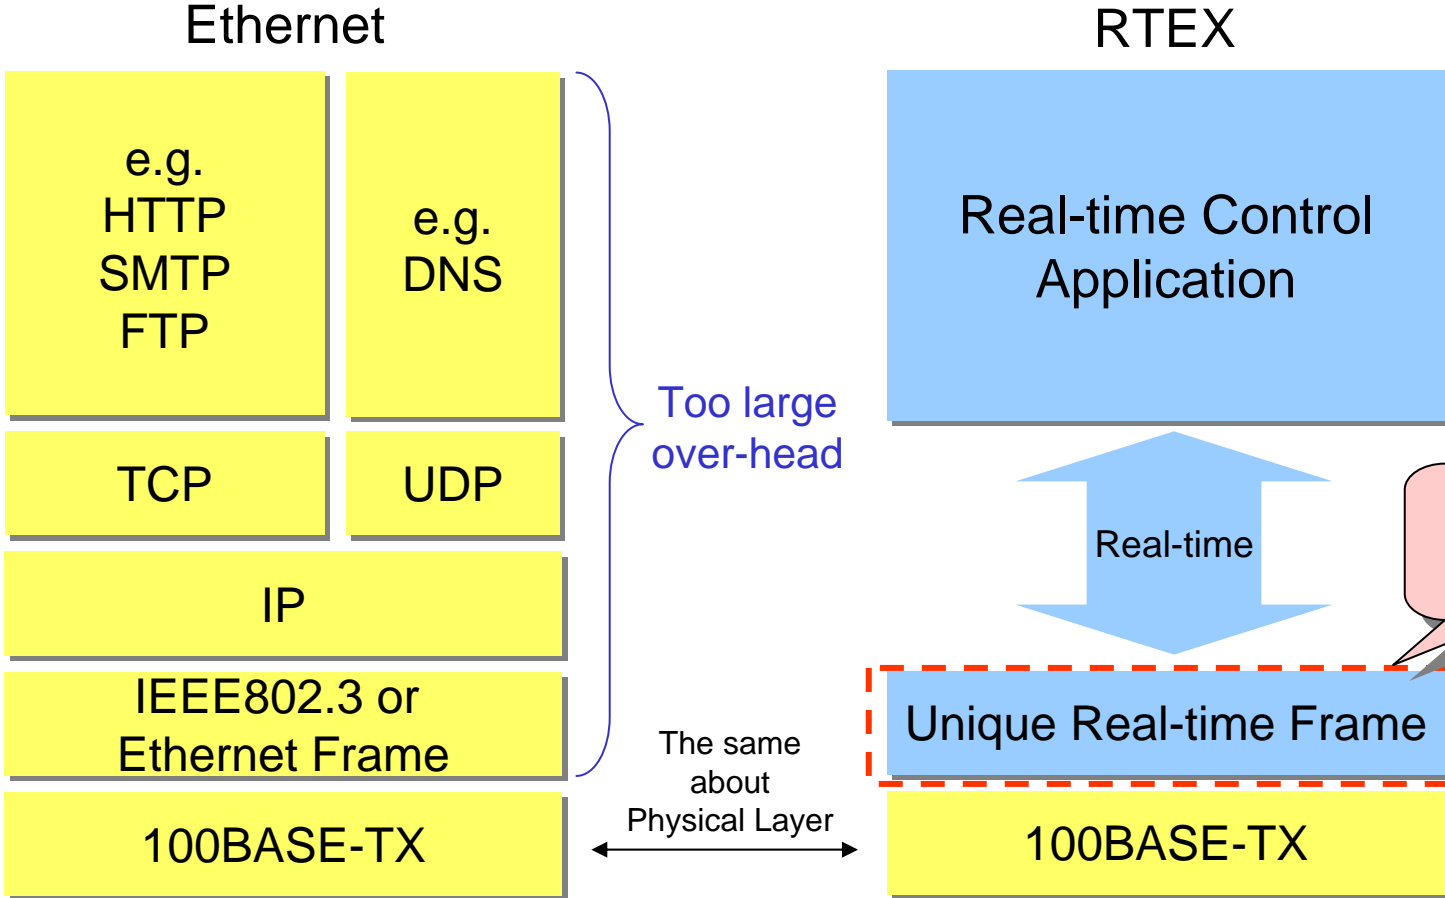 Ethernet
e.g.
HTTP
SMTP
FTP
e.g.
DNS
TCP
UDP
IP
IEEE802.3 or
Ethernet Frame
100BASE-TX
Too large
over-head
The same
about
Physical Layer
RTEX
Real-time Control
Application
Real-time
Unique Real-time Frame
100BASE-TX